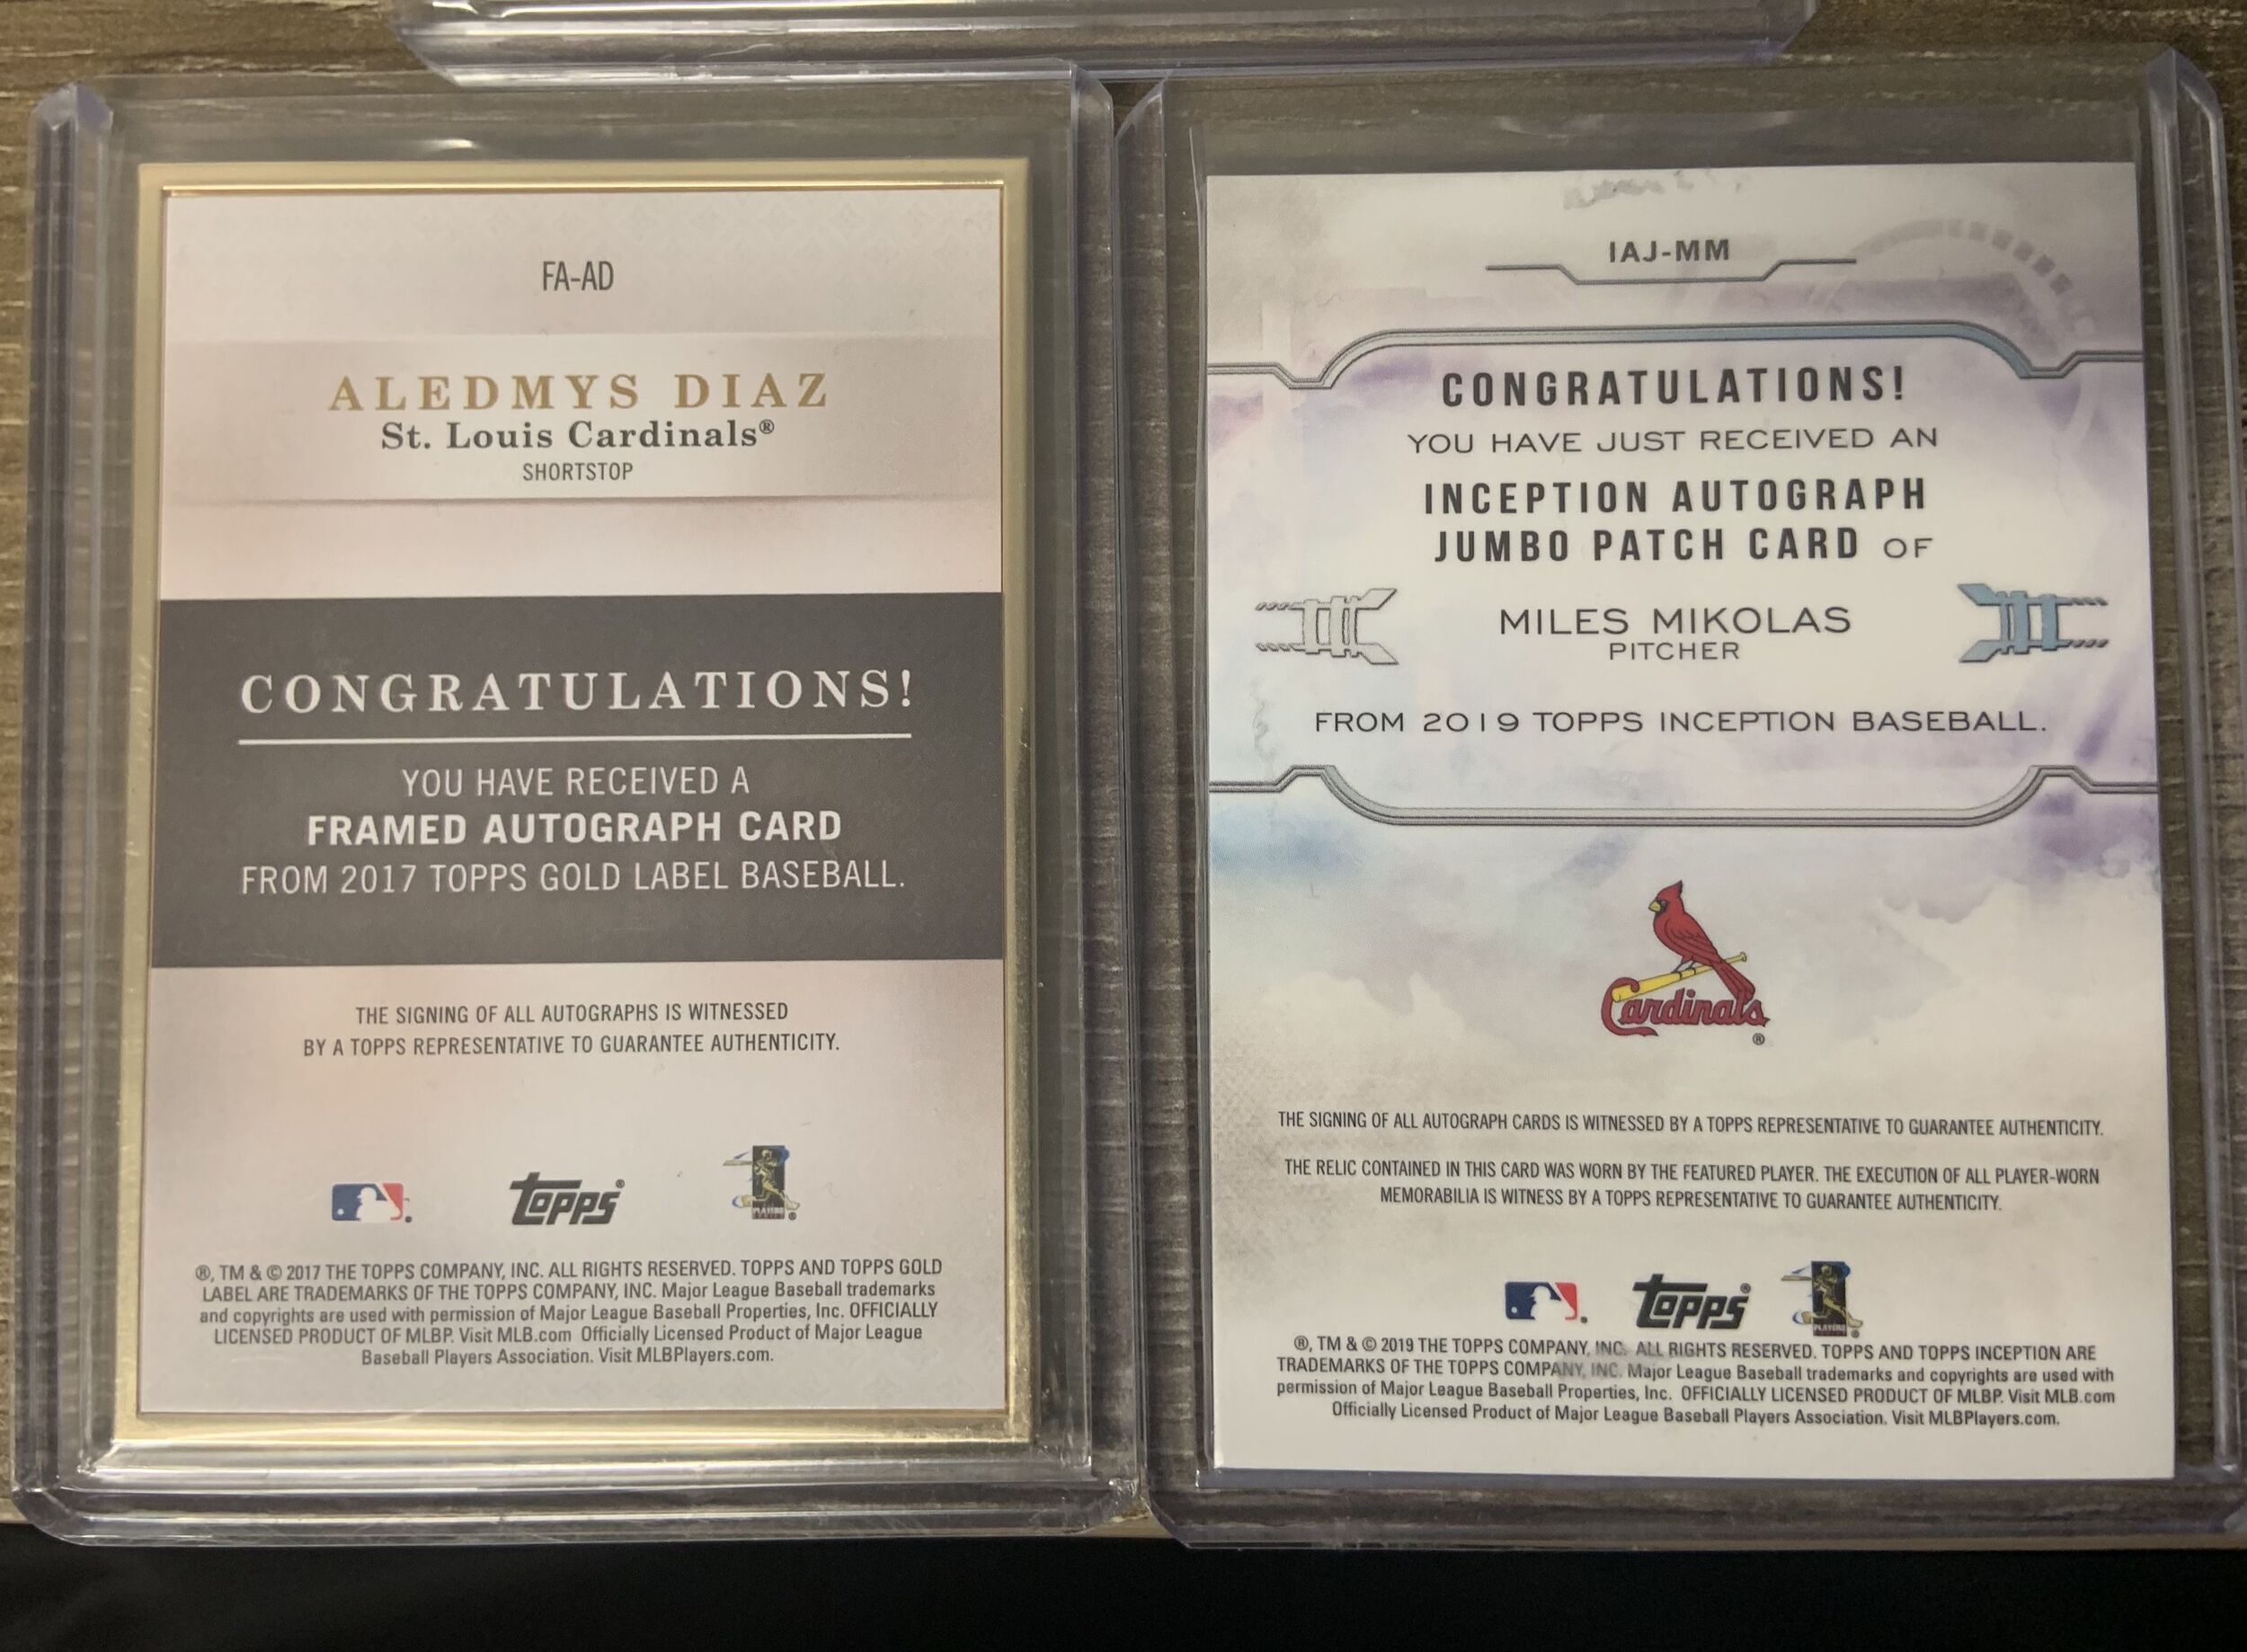 FA-AD
ALEDMYS DIAZ
St. Louis Cardinals®
SHORTSTOP
CONGRATULATIONS!
YOU HAVE RECEIVED A
FRAMED AUTOGRAPH CARD
FROM 2017 TOPPS GOLD LABEL BASEBALL.
THE SIGNING OF ALL AUTOGRAPHS IS WITNESSED
BY A TOPPS REPRESENTATIVE TO GUARANTEE AUTHENTICITY.
Topps®
PLAYERS
®, TM & © 2017 THE TOPPS COMPANY, INC. ALL RIGHTS RESERVED. TOPPS AND TOPPS GOLD
LABEL ARE TRADEMARKS OF THE TOPPS COMPANY, INC. Major League Baseball trademarks
and copyrights are used with permission of Major League Baseball Properties, Inc. OFFICIALLY
LICENSED PRODUCT OF MLBP. Visit MLB.com Officially Licensed Product of Major League
Baseball Players Association. Visit MLBPlayers.com.
IAJ-MM
CONGRATULATIONS!
YOU HAVE JUST RECEIVED AN
INCEPTION AUTOGRAPH
JUMBO PATCH CARD OF
MILES MIKOLAS
PITCHER
FROM 2019 TOPPS INCEPTION BASEBALL.
Cardinals®
THE SIGNING OF ALL AUTOGRAPH CARDS IS WITNESSED BY A TOPPS REPRESENTATIVE TO GUARANTEE AUTHENTICITY.
THE RELIC CONTAINED IN THIS CARD WAS WORN BY THE FEATURED PLAYER. THE EXECUTION OF ALL PLAYER-WORN
MEMORABILIA IS WITNESS BY A TOPPS REPRESENTATIVE TO GUARANTEE AUTHENTICITY.
Topps®
PLAYERS
®, TM & © 2019 THE TOPPS COMPANY, INC. ALL RIGHTS RESERVED. TOPPS AND TOPPS INCEPTION ARE
TRADEMARKS OF THE TOPPS COMPANY, INC. Major League Baseball trademarks and copyrights are used with
permission of Major League Baseball Properties, Inc. OFFICIALLY LICENSED PRODUCT OF MLBP. Visit MLB.com
Officially Licensed Product of Major League Baseball Players Association. Visit MLBPlayers.com.